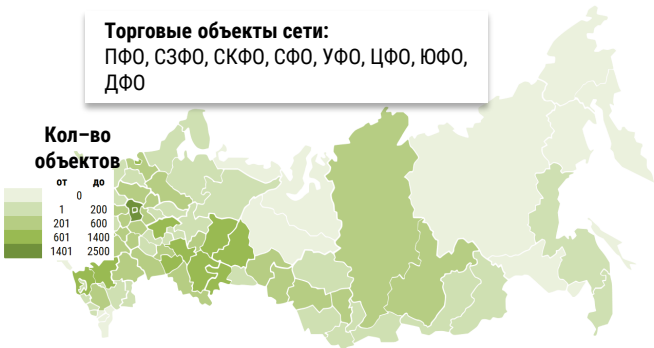 Торговые объекты сети:
ПФО, СЗФО, СКФО, СФО, УФО, ЦФО, ЮФО,
ДФО
Кол-во
объектов
от до
0
1 200
201 600
601 1400
1401 2500